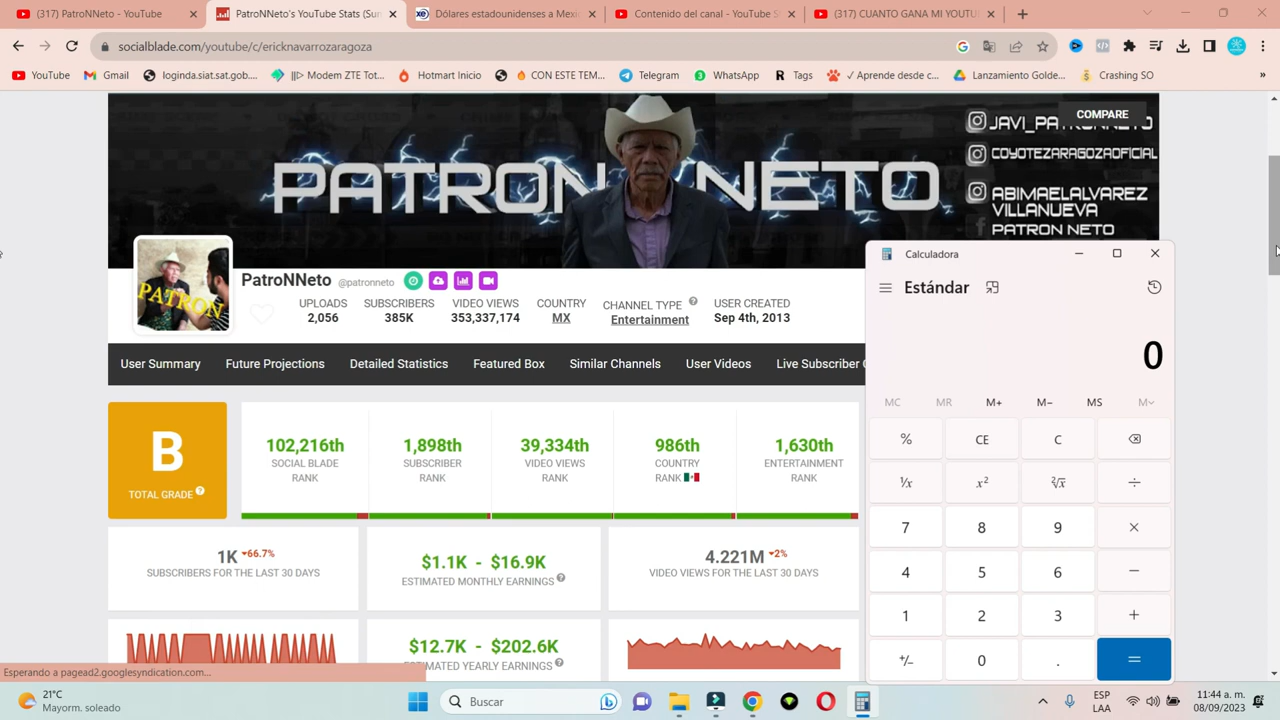 (317) PatroNNeto - YouTube
PatroNNeto's YouTube Stats (Sum
Dólares estadounidenses a Mexi
Contenido del canal - YouTube S
(317) CUANTO GANA MI YOUTU
socialblade.com/youtube/c/ericknavarrozaragoza
YouTube
Gmail
loginda.siat.sat.gob....
||▷ Modem ZTE Tot...
Hotmart Inicio
CON ESTE TEM...
Telegram
WhatsApp
Tags
✓ Aprende desde c...
Lanzamiento Golde...
Crashing SO
»
COMPARE
JAVI_PATRONNETO
COYOTEZARAGOZAOFICIAL
ABIMAELALVAREZ
VILLANUEVA
PATRON NETO
PATRON NETO
PATRON
PatroNNeto @patronneto
UPLOADS
2,056
SUBSCRIBERS
385K
VIDEO VIEWS
353,337,174
COUNTRY
MX
CHANNEL TYPE
Entertainment
USER CREATED
Sep 4th, 2013
User Summary
Future Projections
Detailed Statistics
Featured Box
Similar Channels
User Videos
Live Subscriber C
B
TOTAL GRADE
102,216th
SOCIAL BLADE
RANK
1,898th
SUBSCRIBER
RANK
39,334th
VIDEO VIEWS
RANK
986th
COUNTRY
RANK
1,630th
ENTERTAINMENT
RANK
1K 66.7%
SUBSCRIBERS FOR THE LAST 30 DAYS
$1.1K - $16.9K
ESTIMATED MONTHLY EARNINGS
4.221M 2%
VIDEO VIEWS FOR THE LAST 30 DAYS
$12.7K - $202.6K
ESTIMATED YEARLY EARNINGS
Calculadora
Estándar
0
MC MR M+ M− MS M˅
% CE C
¹/x x² ²√x ÷
7 8 9 ×
4 5 6 −
1 2 3 +
+/− 0 . =
Esperando a pagead2.googlesyndication.com...
21°C
Mayorm. soleado
Buscar
ESP
LAA
11:44 a. m.
08/09/2023